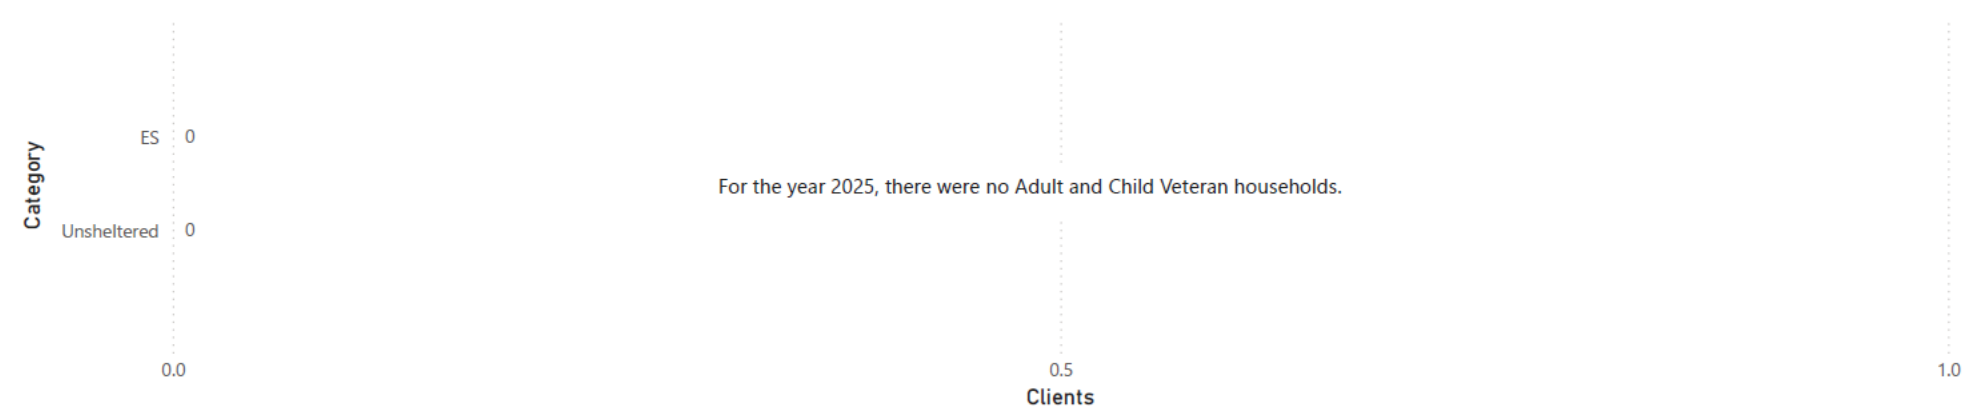 Category
ES 0
For the year 2025, there were no Adult and Child Veteran households.
Unsheltered 0
0.0 0.5 1.0
Clients